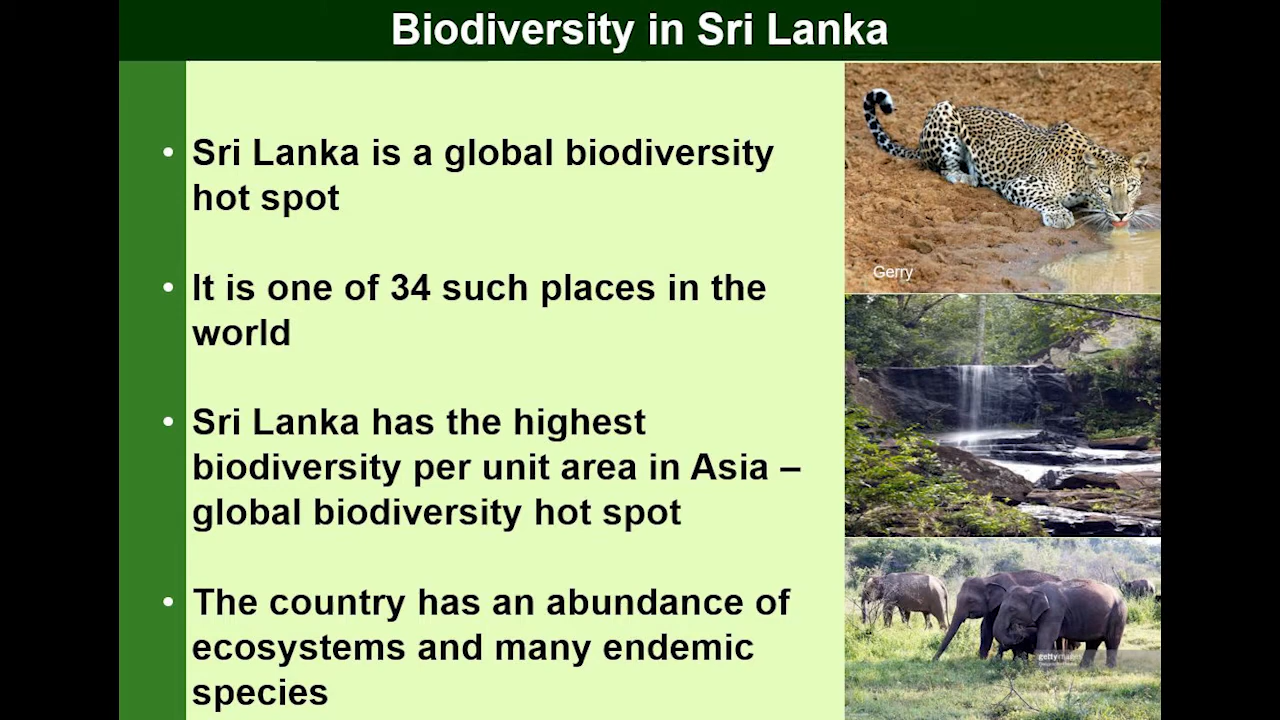 Biodiversity in Sri Lanka
• Sri Lanka is a global biodiversity
hot spot
• It is one of 34 such places in the
world
• Sri Lanka has the highest
biodiversity per unit area in Asia –
global biodiversity hot spot
• The country has an abundance of
ecosystems and many endemic
species
Gerry